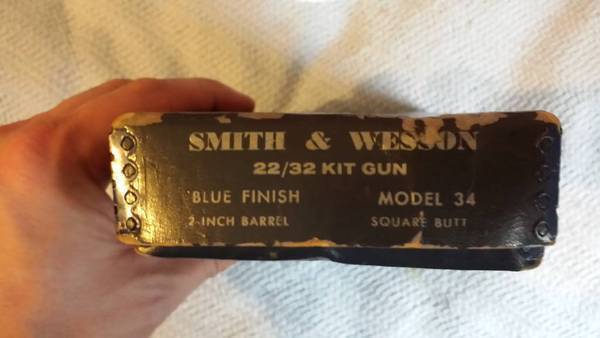 SMITH & WESSON
22/32 KIT GUN
BLUE FINISH MODEL 34
2-INCH BARREL SQUARE BUTT